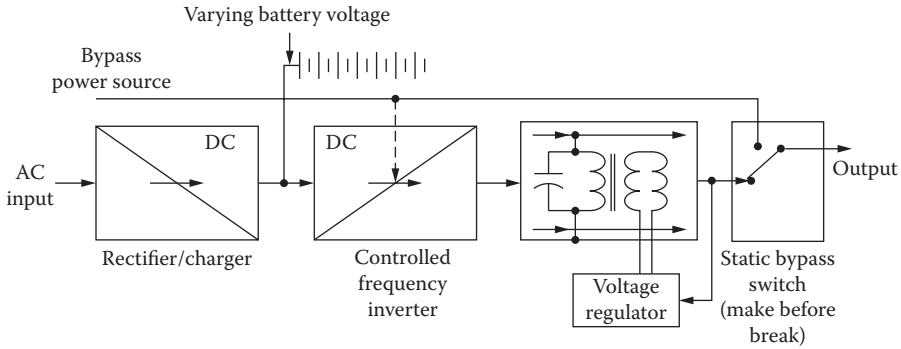 Varying battery voltage
Bypass
power source
DC
DC
AC
input
Output
Rectifier/charger
Controlled
frequency
inverter
Voltage
regulator
Static bypass
switch
(make before
break)